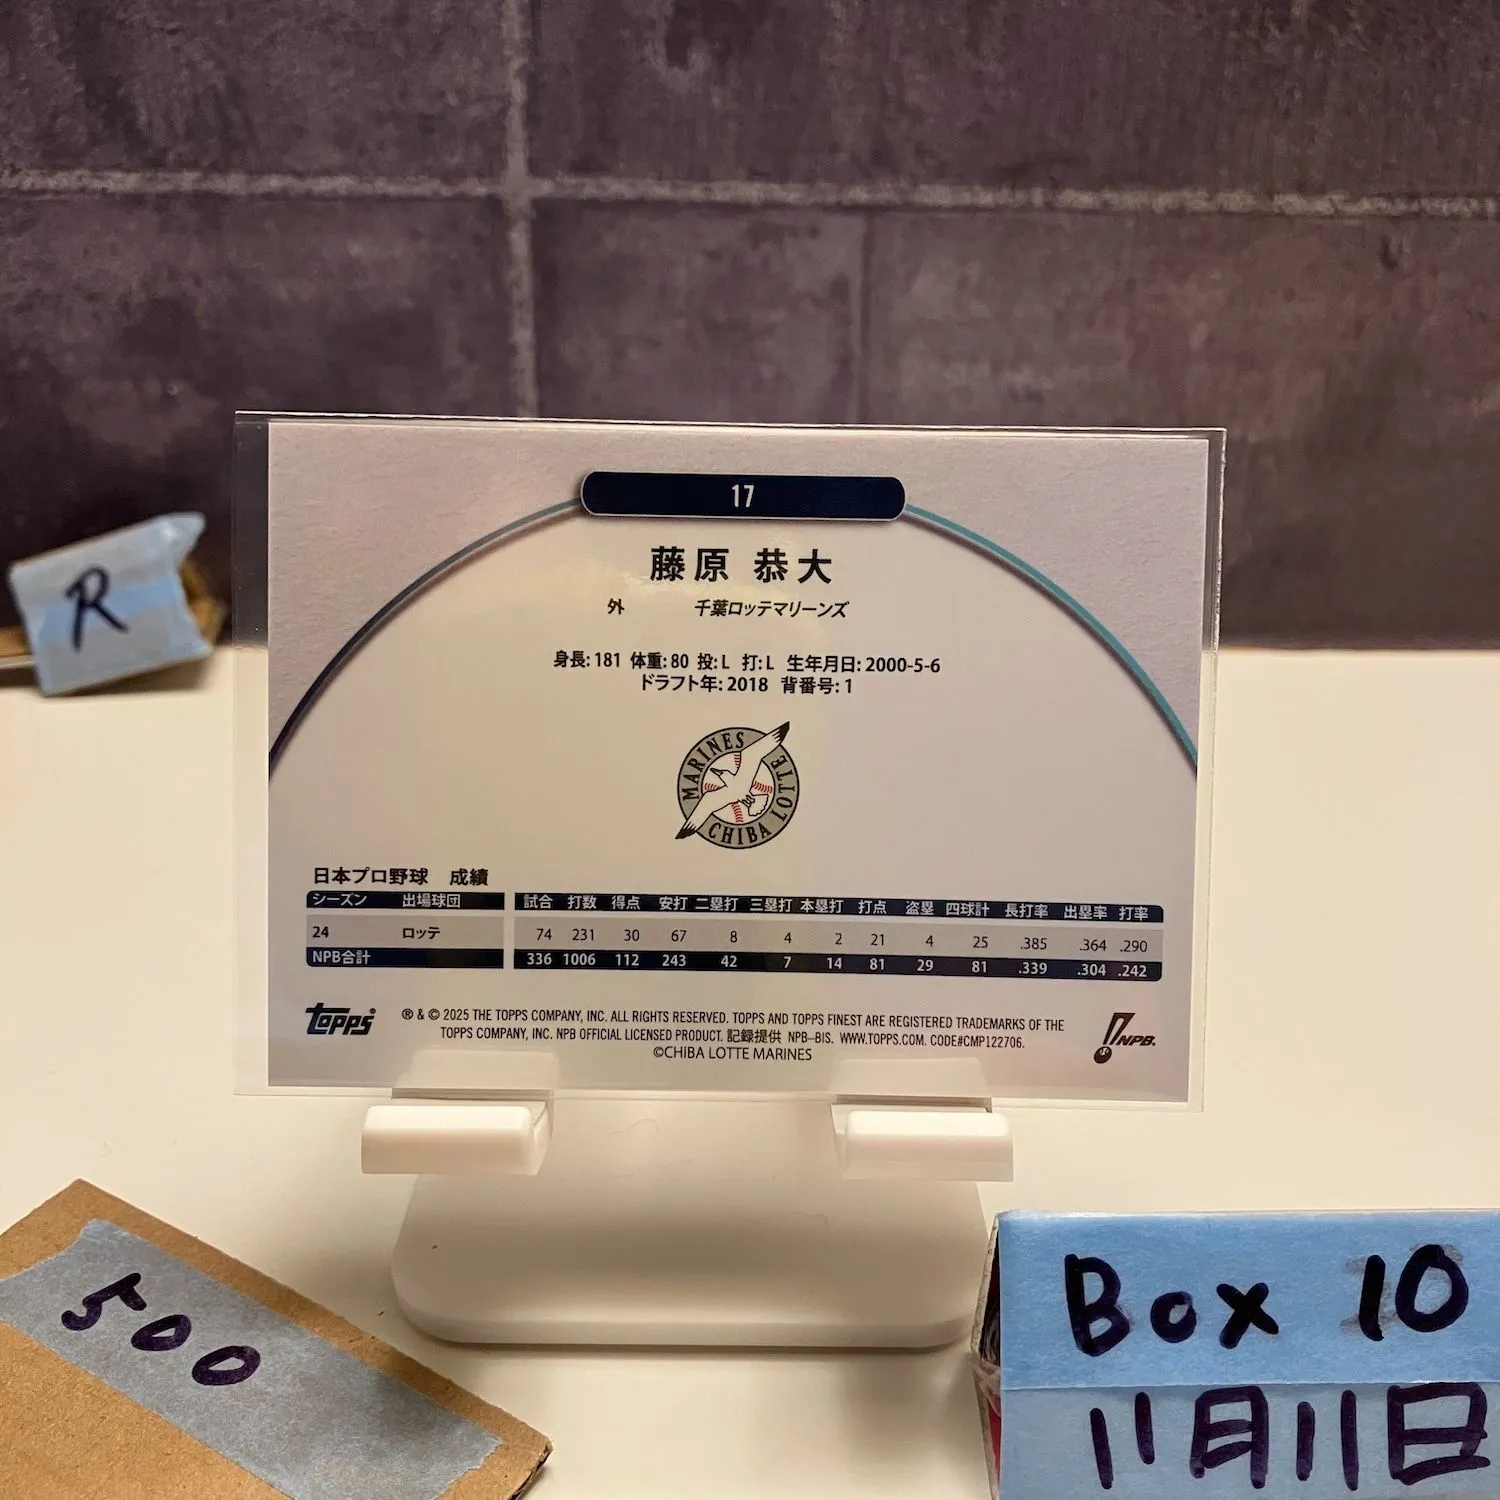 R
17
藤原 恭大
外 千葉ロッテマリーンズ
身長: 181 体重: 80 投: L 打: L 生年月日: 2000-5-6
ドラフト年: 2018 背番号: 1
MARINES
CHIBA LOTTE
日本プロ野球 成績
シーズン 出場球団 試合 打数 得点 安打 二塁打 三塁打 本塁打 打点 盗塁 四球計 長打率 出塁率 打率
24 ロッテ 74 231 30 67 8 4 2 21 4 25 .385 .364 .290
NPB合計 336 1006 112 243 42 7 14 81 29 81 .339 .304 .242
topps
® & © 2025 THE TOPPS COMPANY, INC. ALL RIGHTS RESERVED. TOPPS AND TOPPS FINEST ARE REGISTERED TRADEMARKS OF THE
TOPPS COMPANY, INC. NPB OFFICIAL LICENSED PRODUCT. 記録提供 NPB-BIS. WWW.TOPPS.COM. CODE#CMP122706.
©CHIBA LOTTE MARINES
NPB
500
Box 10
11月11日